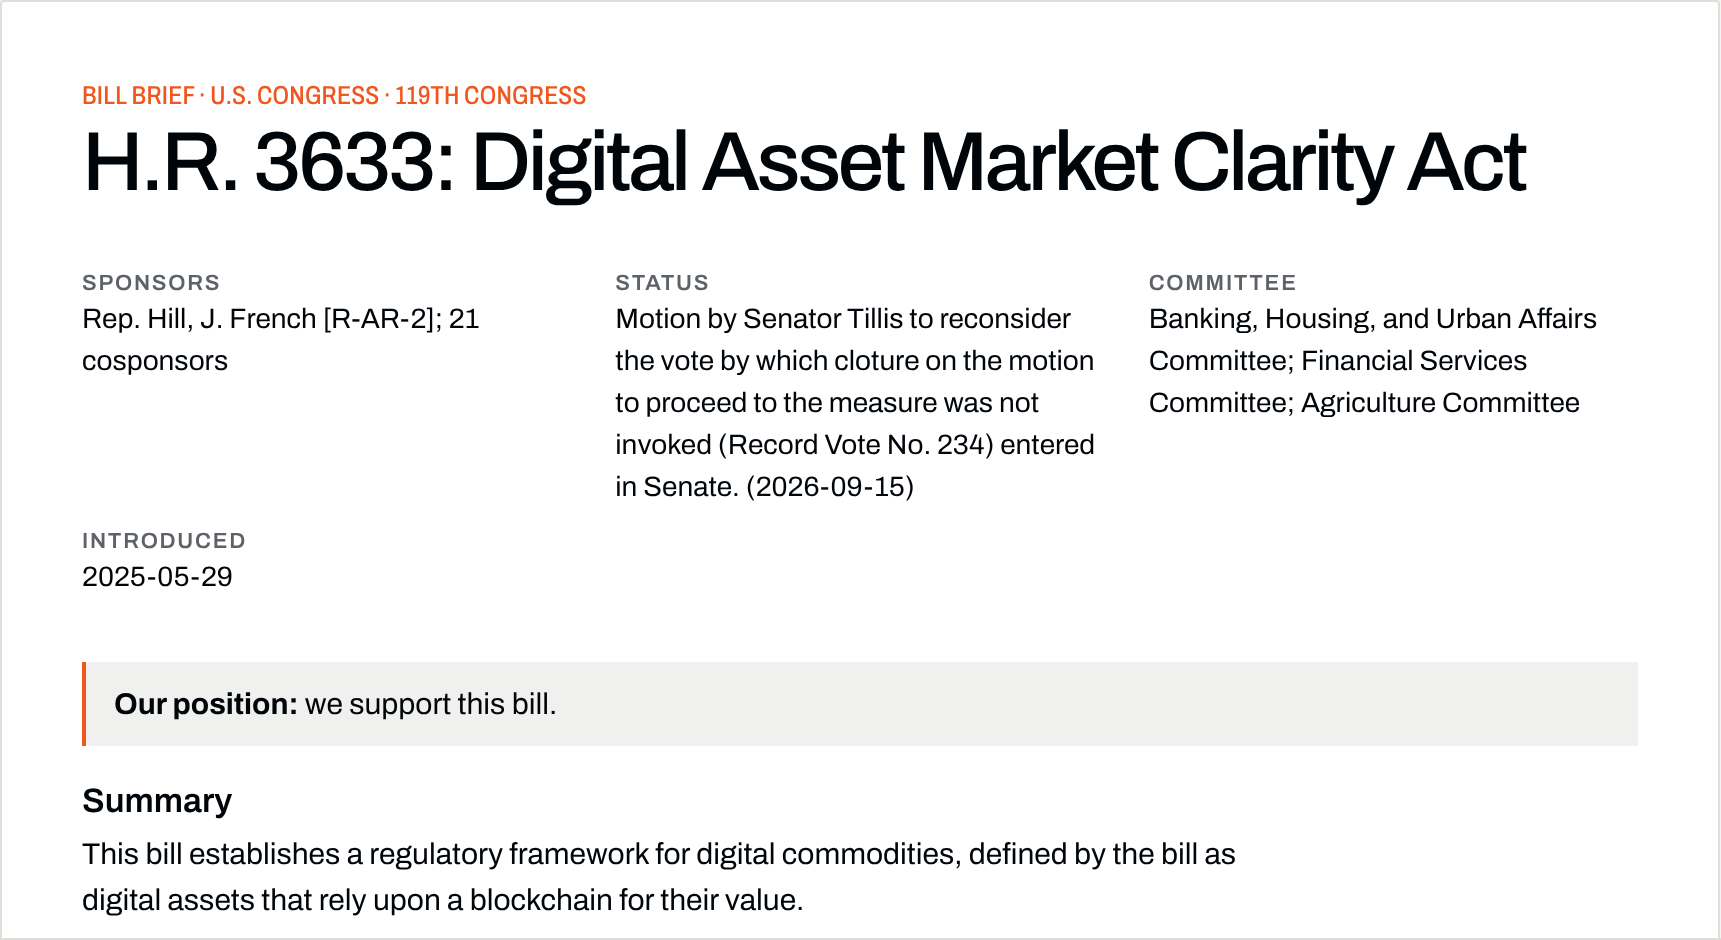 BILL BRIEF · U.S. CONGRESS · 119TH CONGRESS
H.R. 3633: Digital Asset Market Clarity Act
SPONSORS
Rep. Hill, J. French [R-AR-2]; 21
cosponsors
STATUS
Motion by Senator Tillis to reconsider
the vote by which cloture on the motion
to proceed to the measure was not
invoked (Record Vote No. 234) entered
in Senate. (2026-09-15)
COMMITTEE
Banking, Housing, and Urban Affairs
Committee; Financial Services
Committee; Agriculture Committee
INTRODUCED
2025-05-29
Our position: we support this bill.
Summary
This bill establishes a regulatory framework for digital commodities, defined by the bill as
digital assets that rely upon a blockchain for their value.